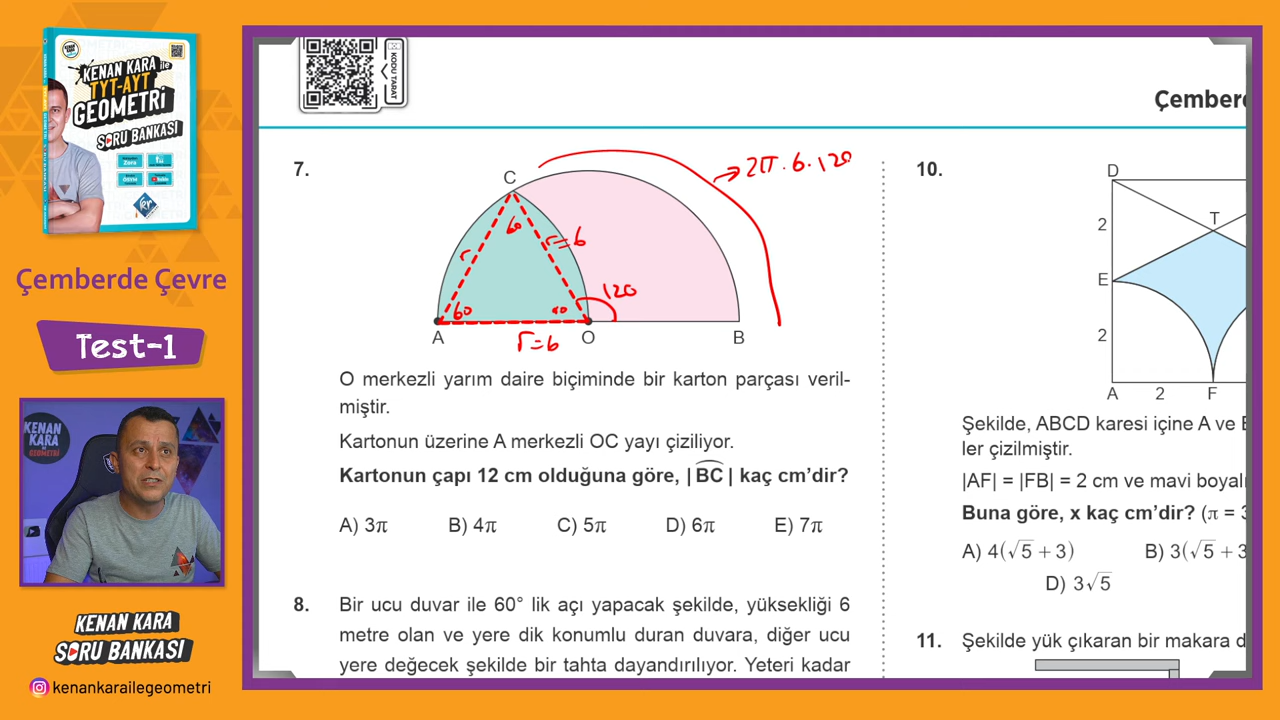 KENAN KARA ile
TYT-AYT
GEOMETRİ
SORU BANKASI
Çemberde Çevre
Test-1
KENAN KARA
SORU BANKASI
kenankarailegeometri
KODU TARAT
Çemberd
7.
C
A
O
B
r
r=6
r=6
60
60
60
120
→2π.6.120
O merkezli yarım daire biçiminde bir karton parçası veril-
miştir.
Kartonun üzerine A merkezli OC yayı çiziliyor.
Kartonun çapı 12 cm olduğuna göre, |BC| kaç cm'dir?
A) 3π B) 4π C) 5π D) 6π E) 7π
8. Bir ucu duvar ile 60° lik açı yapacak şekilde, yüksekliği 6
metre olan ve yere dik konumlu duran duvara, diğer ucu
yere değecek şekilde bir tahta dayandırılıyor. Yeteri kadar
10.
D
2
T
E
2
A 2 F
Şekilde, ABCD karesi içine A ve B
ler çizilmiştir.
|AF| = |FB| = 2 cm ve mavi boyalı
Buna göre, x kaç cm'dir? (π = 3
A) 4(√5 + 3) B) 3(√5 + 3
D) 3√5
11. Şekilde yük çıkaran bir makara d